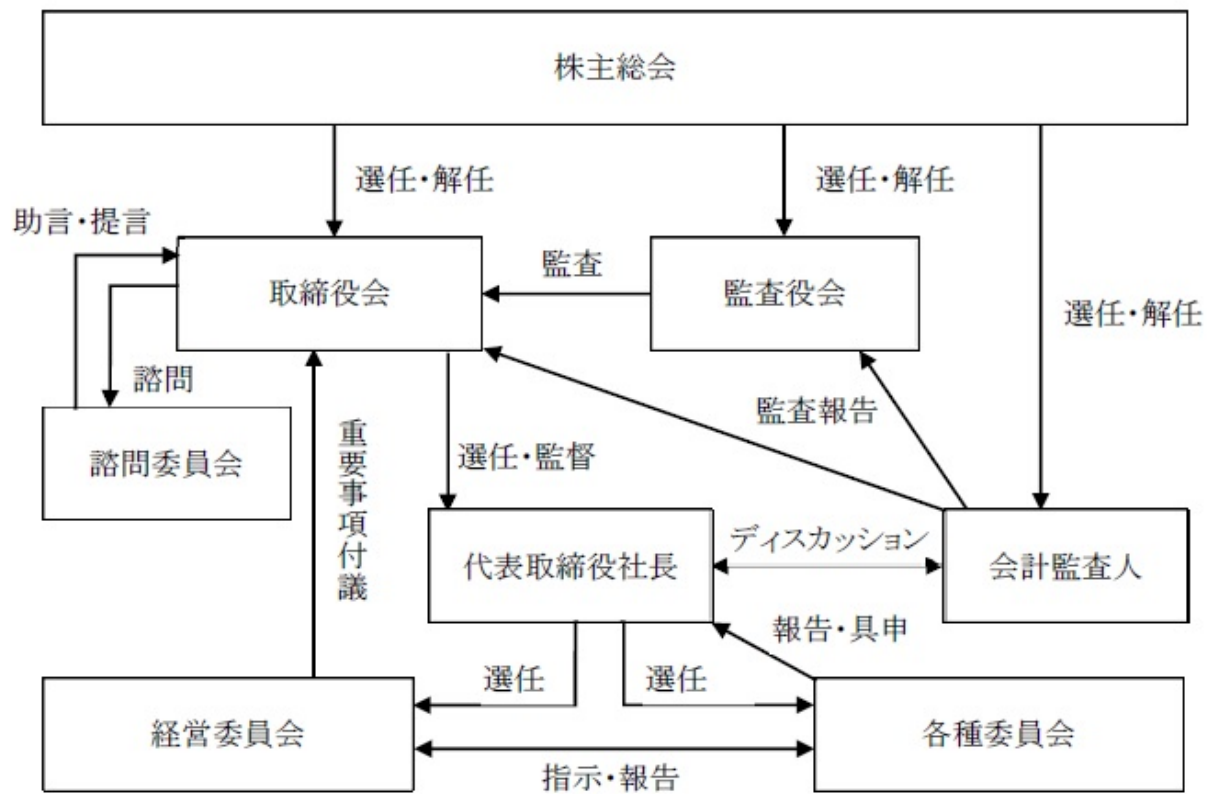 株主総会
選任・解任
選任・解任
選任・解任
助言・提言
取締役会
監査
監査役会
諮問
諮問委員会
重要事項付議
選任・監督
監査報告
代表取締役社長
ディスカッション
会計監査人
報告・具申
選任
選任
経営委員会
各種委員会
指示・報告